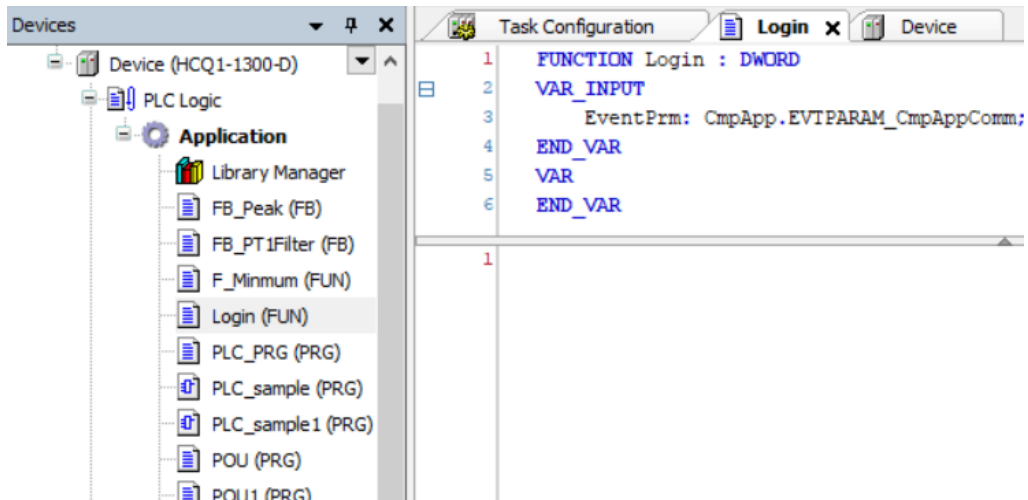 Devices
Device (HCQ1-1300-D)
PLC Logic
Application
Library Manager
FB_Peak (FB)
FB_PT1Filter (FB)
F_Minmum (FUN)
Login (FUN)
PLC_PRG (PRG)
PLC_sample (PRG)
PLC_sample1 (PRG)
POU (PRG)
POU1 (PRG)
Task Configuration Login Device
1 FUNCTION Login : DWORD
2 VAR_INPUT
3 EventPrm: CmpApp.EVTPARAM_CmpAppComm;
4 END_VAR
5 VAR
6 END_VAR
1